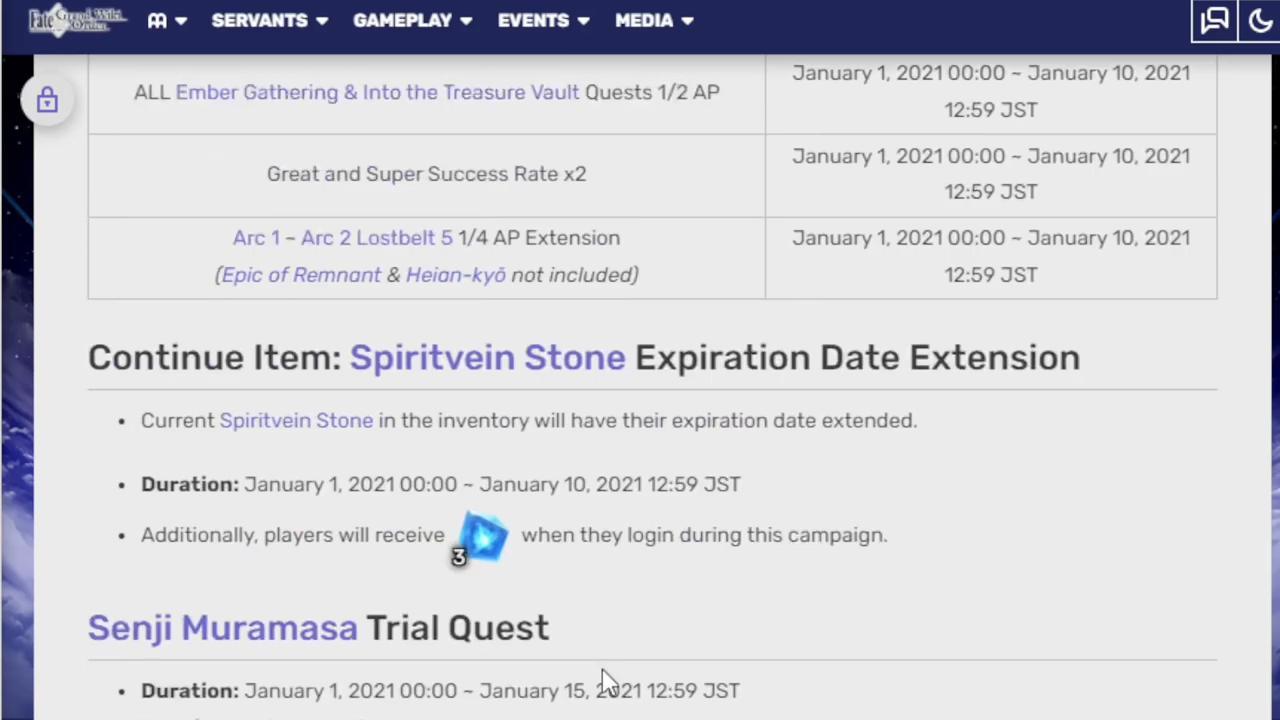 Fate Grand Wiki
Order
SERVANTS
GAMEPLAY
EVENTS
MEDIA
ALL Ember Gathering & Into the Treasure Vault Quests 1/2 AP
January 1, 2021 00:00 ~ January 10, 2021
12:59 JST
Great and Super Success Rate x2
January 1, 2021 00:00 ~ January 10, 2021
12:59 JST
Arc 1 ~ Arc 2 Lostbelt 5 1/4 AP Extension
(Epic of Remnant & Heian-kyō not included)
January 1, 2021 00:00 ~ January 10, 2021
12:59 JST
Continue Item: Spiritvein Stone Expiration Date Extension
• Current Spiritvein Stone in the inventory will have their expiration date extended.
• Duration: January 1, 2021 00:00 ~ January 10, 2021 12:59 JST
• Additionally, players will receive 3 when they login during this campaign.
Senji Muramasa Trial Quest
• Duration: January 1, 2021 00:00 ~ January 15, 2021 12:59 JST